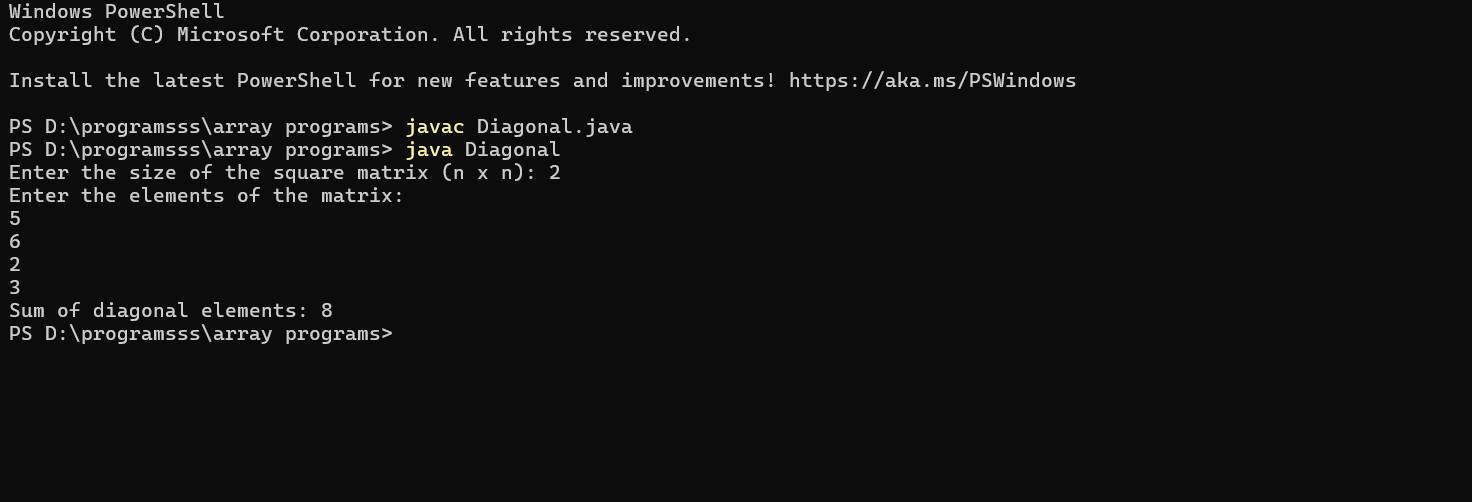 Windows PowerShell
Copyright (C) Microsoft Corporation. All rights reserved.
Install the latest PowerShell for new features and improvements! https://aka.ms/PSWindows
PS D:\programsss\array programs> javac Diagonal.java
PS D:\programsss\array programs> java Diagonal
Enter the size of the square matrix (n x n): 2
Enter the elements of the matrix:
5
6
2
3
Sum of diagonal elements: 8
PS D:\programsss\array programs>